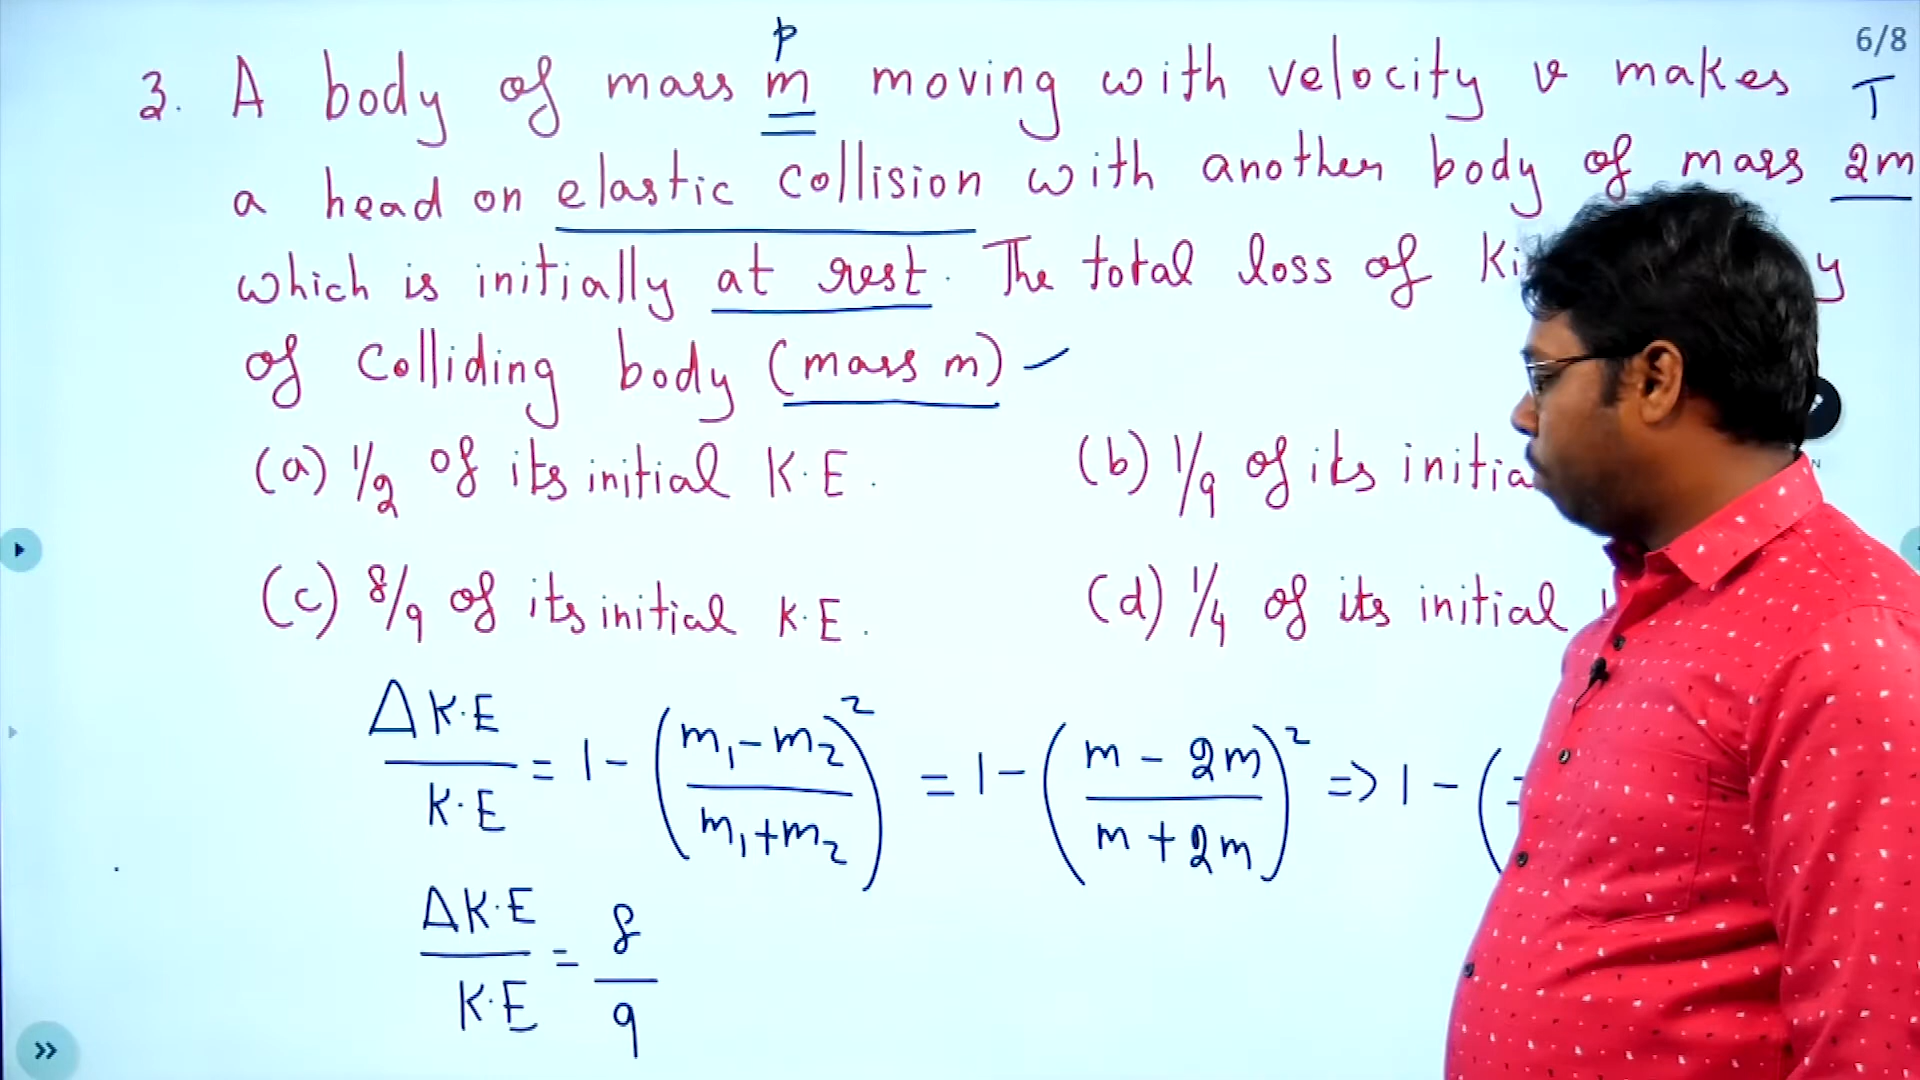 6/8
p
3. A body of mass m moving with velocity v makes T
a head on elastic collision with another body of mass 2m
which is initially at rest. The total loss of
of colliding body (mass m)
(a) 1/2 of its initial K.E.
(b) 1/9 of its
(c) 8/9 of its initial K.E.
(d) 1/4 of its initial
ΔK.E/K.E = 1 - (m₁-m₂/m₁+m₂)² = 1 - (m - 2m/m + 2m)² => 1 - (
ΔK.E/K.E = 8/9